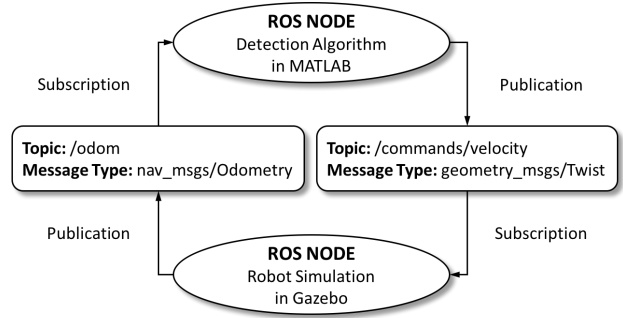 ROS NODE
Detection Algorithm
in MATLAB
Subscription
Publication
Topic: /odom
Message Type: nav_msgs/Odometry
Topic: /commands/velocity
Message Type: geometry_msgs/Twist
Publication
Subscription
ROS NODE
Robot Simulation
in Gazebo